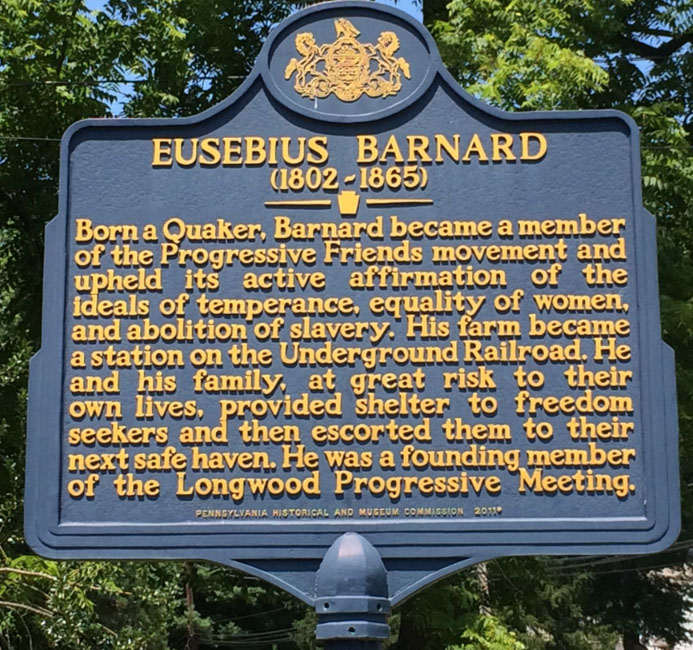 EUSEBIUS BARNARD
(1802-1865)
Born a Quaker, Barnard became a member
of the Progressive Friends movement and
upheld its active affirmation of the
ideals of temperance, equality of women,
and abolition of slavery. His farm became
a station on the Underground Railroad. He
and his family, at great risk to their
own lives, provided shelter to freedom
seekers and then escorted them to their
next safe haven. He was a founding member
of the Longwood Progressive Meeting.
PENNSYLVANIA HISTORICAL AND MUSEUM COMMISSION 2011